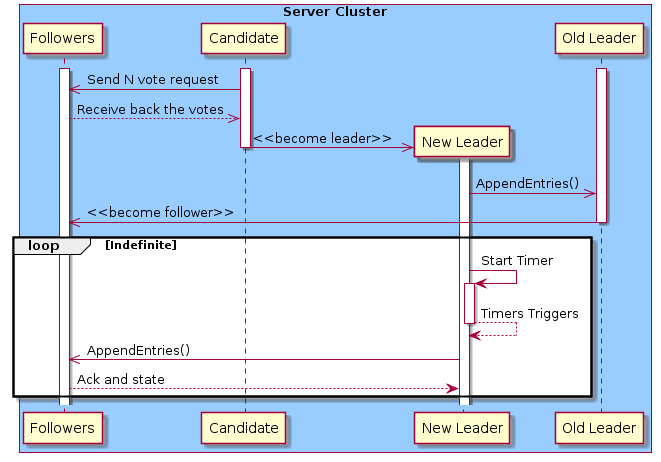 Server Cluster
Followers Candidate Old Leader
Send N vote request
Receive back the votes
<<become leader>>
New Leader
AppendEntries()
<<become follower>>
loop [Indefinite]
Start Timer
Timers Triggers
AppendEntries()
Ack and state
Followers Candidate New Leader Old Leader